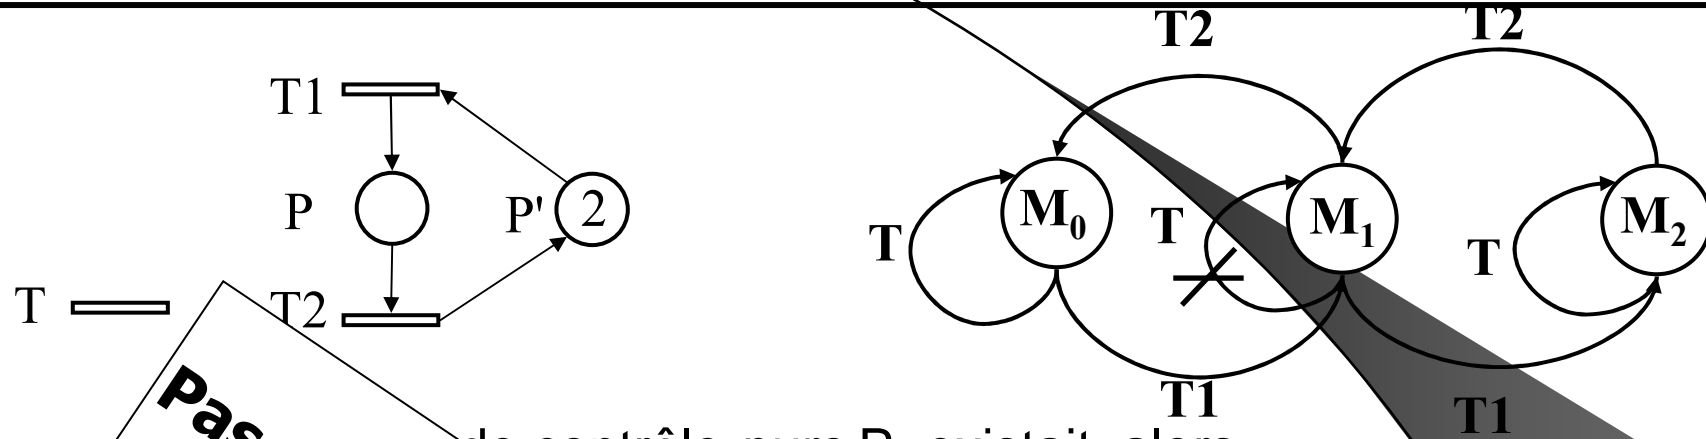 T2 T2
T1
P P' 2
M0 M1 M2
T T T
T T2
T1 T1
Pas
de contrôle pure P existait, alors